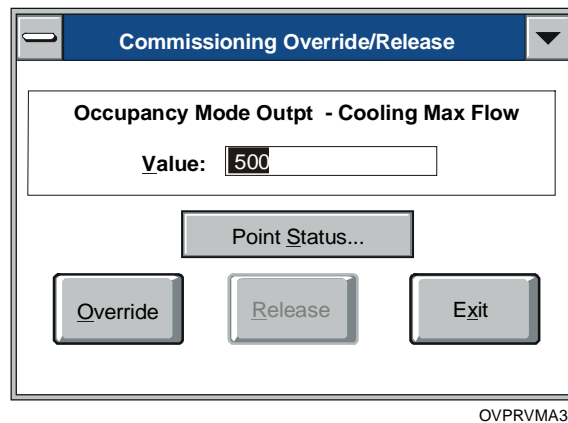 Commissioning Override/Release
Occupancy Mode Outpt - Cooling Max Flow
Value: 500
Point Status...
Override Release Exit
OVPRVMA3